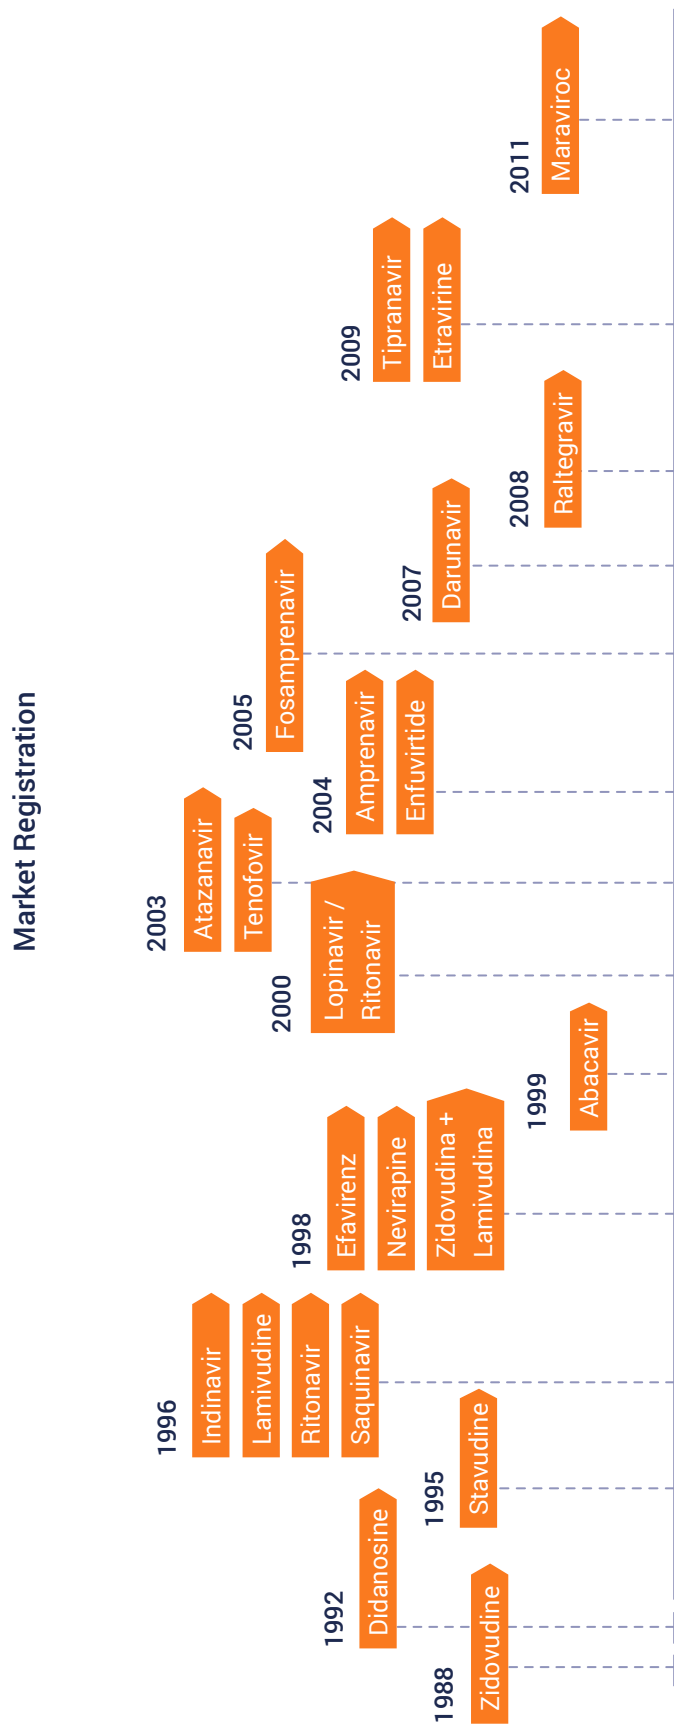 Market Registration
1988
Zidovudine
1992
Didanosine
1995
Stavudine
1996
Indinavir
Lamivudine
Ritonavir
Saquinavir
1998
Efavirenz
Nevirapine
Zidovudina +
Lamivudina
1999
Abacavir
2000
Lopinavir /
Ritonavir
2003
Atazanavir
Tenofovir
2004
Amprenavir
Enfuvirtide
2005
Fosamprenavir
2007
Darunavir
2008
Raltegravir
2009
Tipranavir
Etravirine
2011
Maraviroc